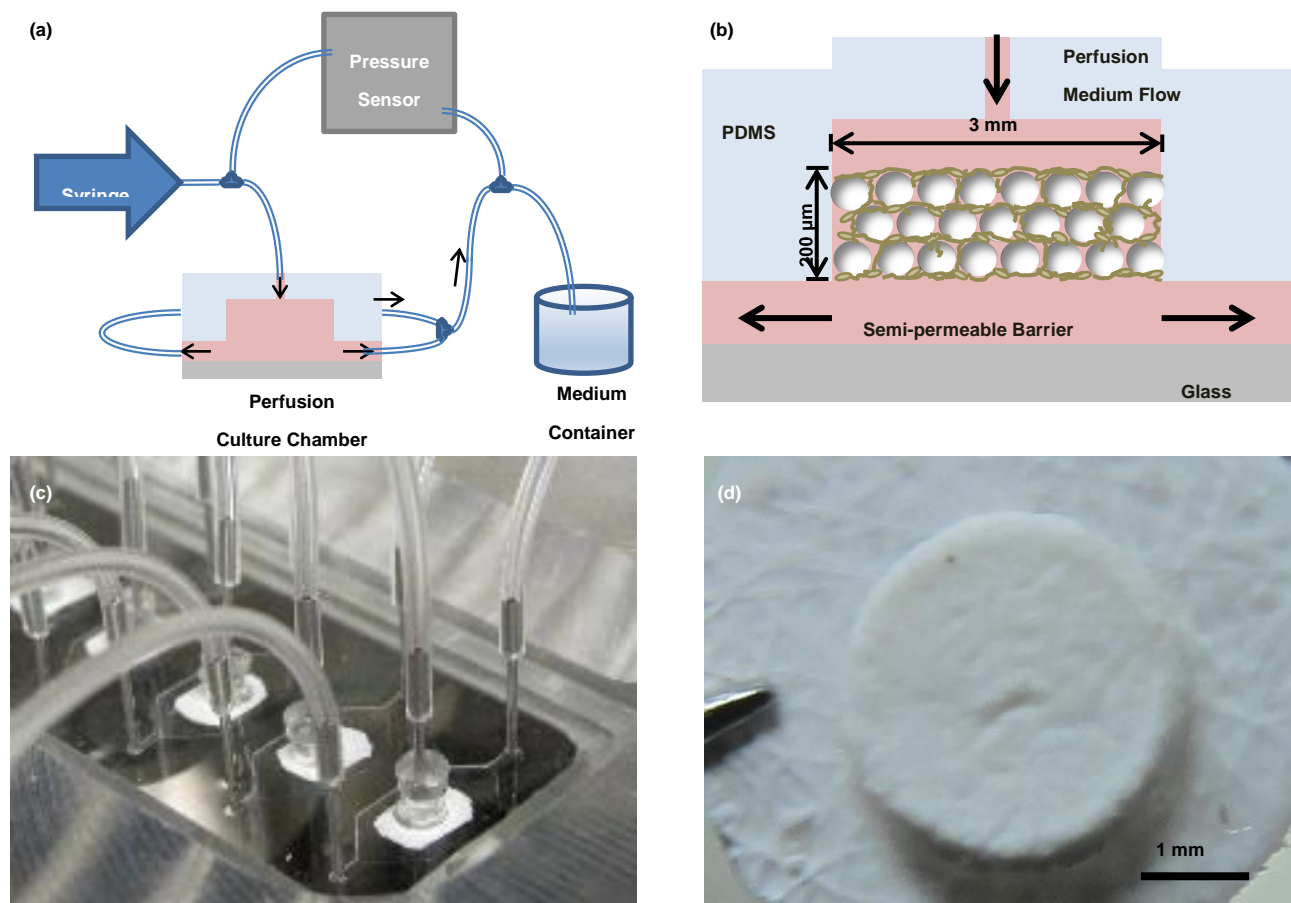 (a)
Pressure
Sensor
Syringe
Perfusion
Culture Chamber
Medium
Container
(b)
Perfusion
Medium Flow
PDMS
3 mm
200 µm
Semi-permeable Barrier
Glass
(c)
(d)
1 mm